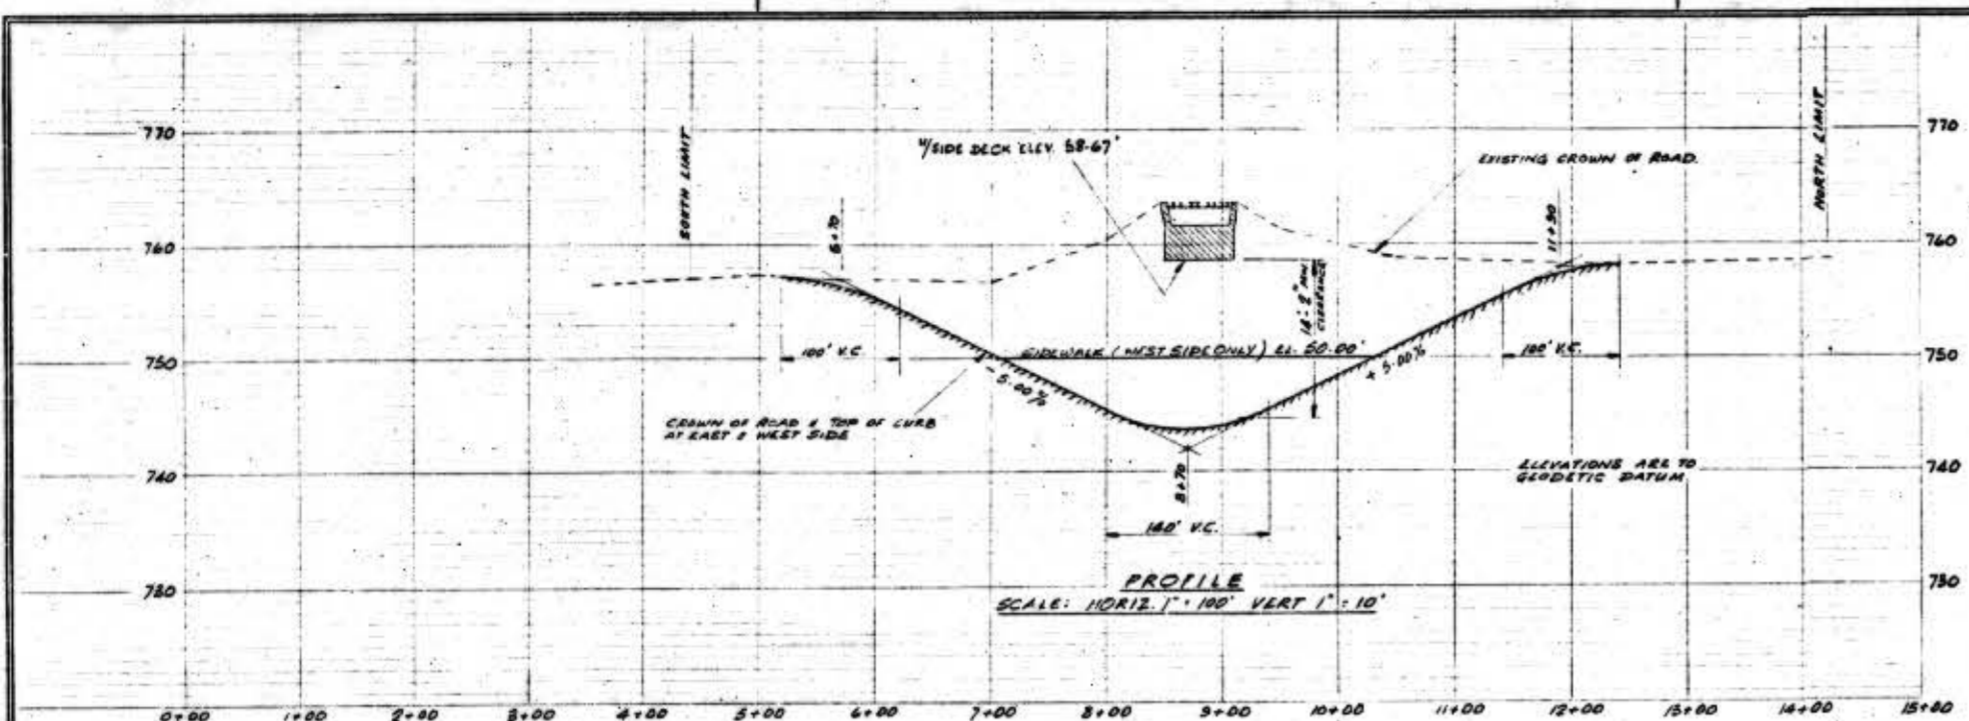 770
SOUTH LIMIT
U/SIDE DECK ELEV. 58.67'
EXISTING CROWN OF ROAD.
NORTH LIMIT
770
760
5+70
11+90
760
14'-2" MIN
CLEARANCE
750
100' V.C.
SIDEWALK (WEST SIDE ONLY) EL. 50.00'
100' V.C.
750
- 5.00%
+ 5.00%
CROWN OF ROAD & TOP OF CURB
AT EAST & WEST SIDE
740
8+70
ELEVATIONS ARE TO
GEODETIC DATUM
740
140' V.C.
730
PROFILE
730
SCALE: HORIZ. 1" = 100' VERT 1" = 10'
0+00 1+00 2+00 3+00 4+00 5+00 6+00 7+00 8+00 9+00 10+00 11+00 12+00 13+00 14+00 15+00